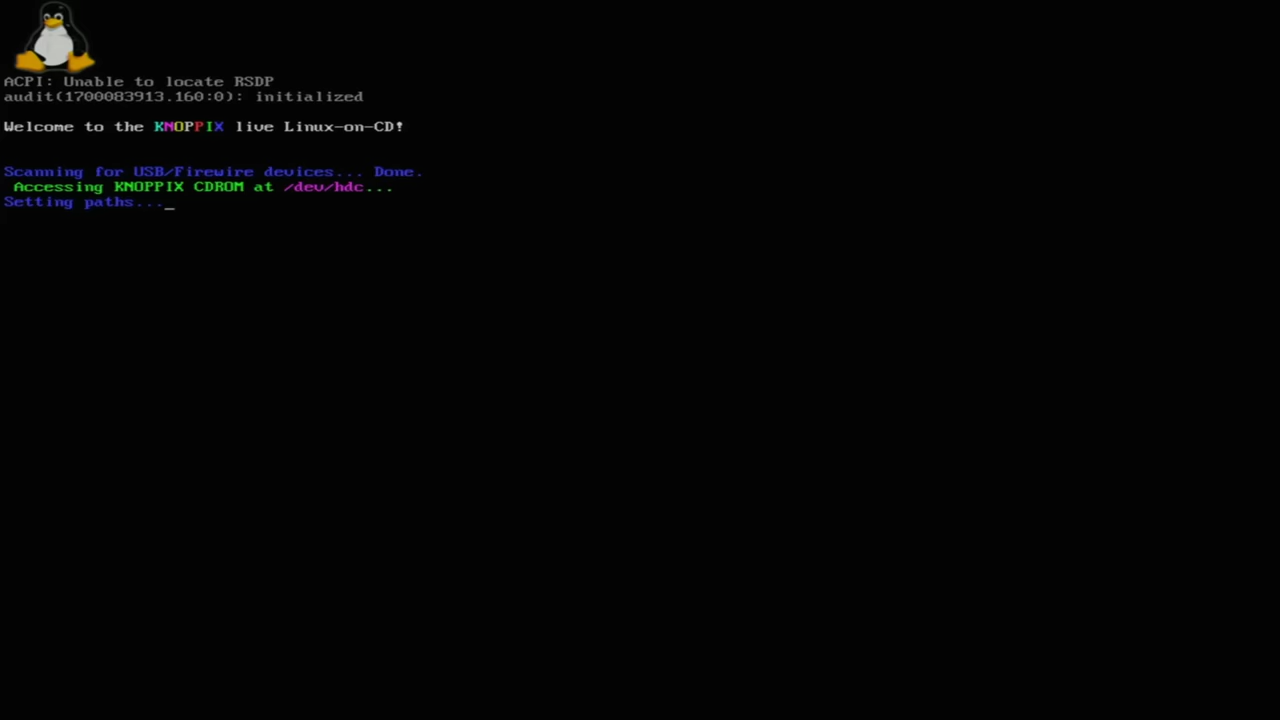 ACPI: Unable to locate RSDP
audit(1700083913.160:0): initialized
Welcome to the KNOPPIX live Linux-on-CD!
Scanning for USB/Firewire devices... Done.
Accessing KNOPPIX CDROM at /dev/hdc...
Setting paths..._